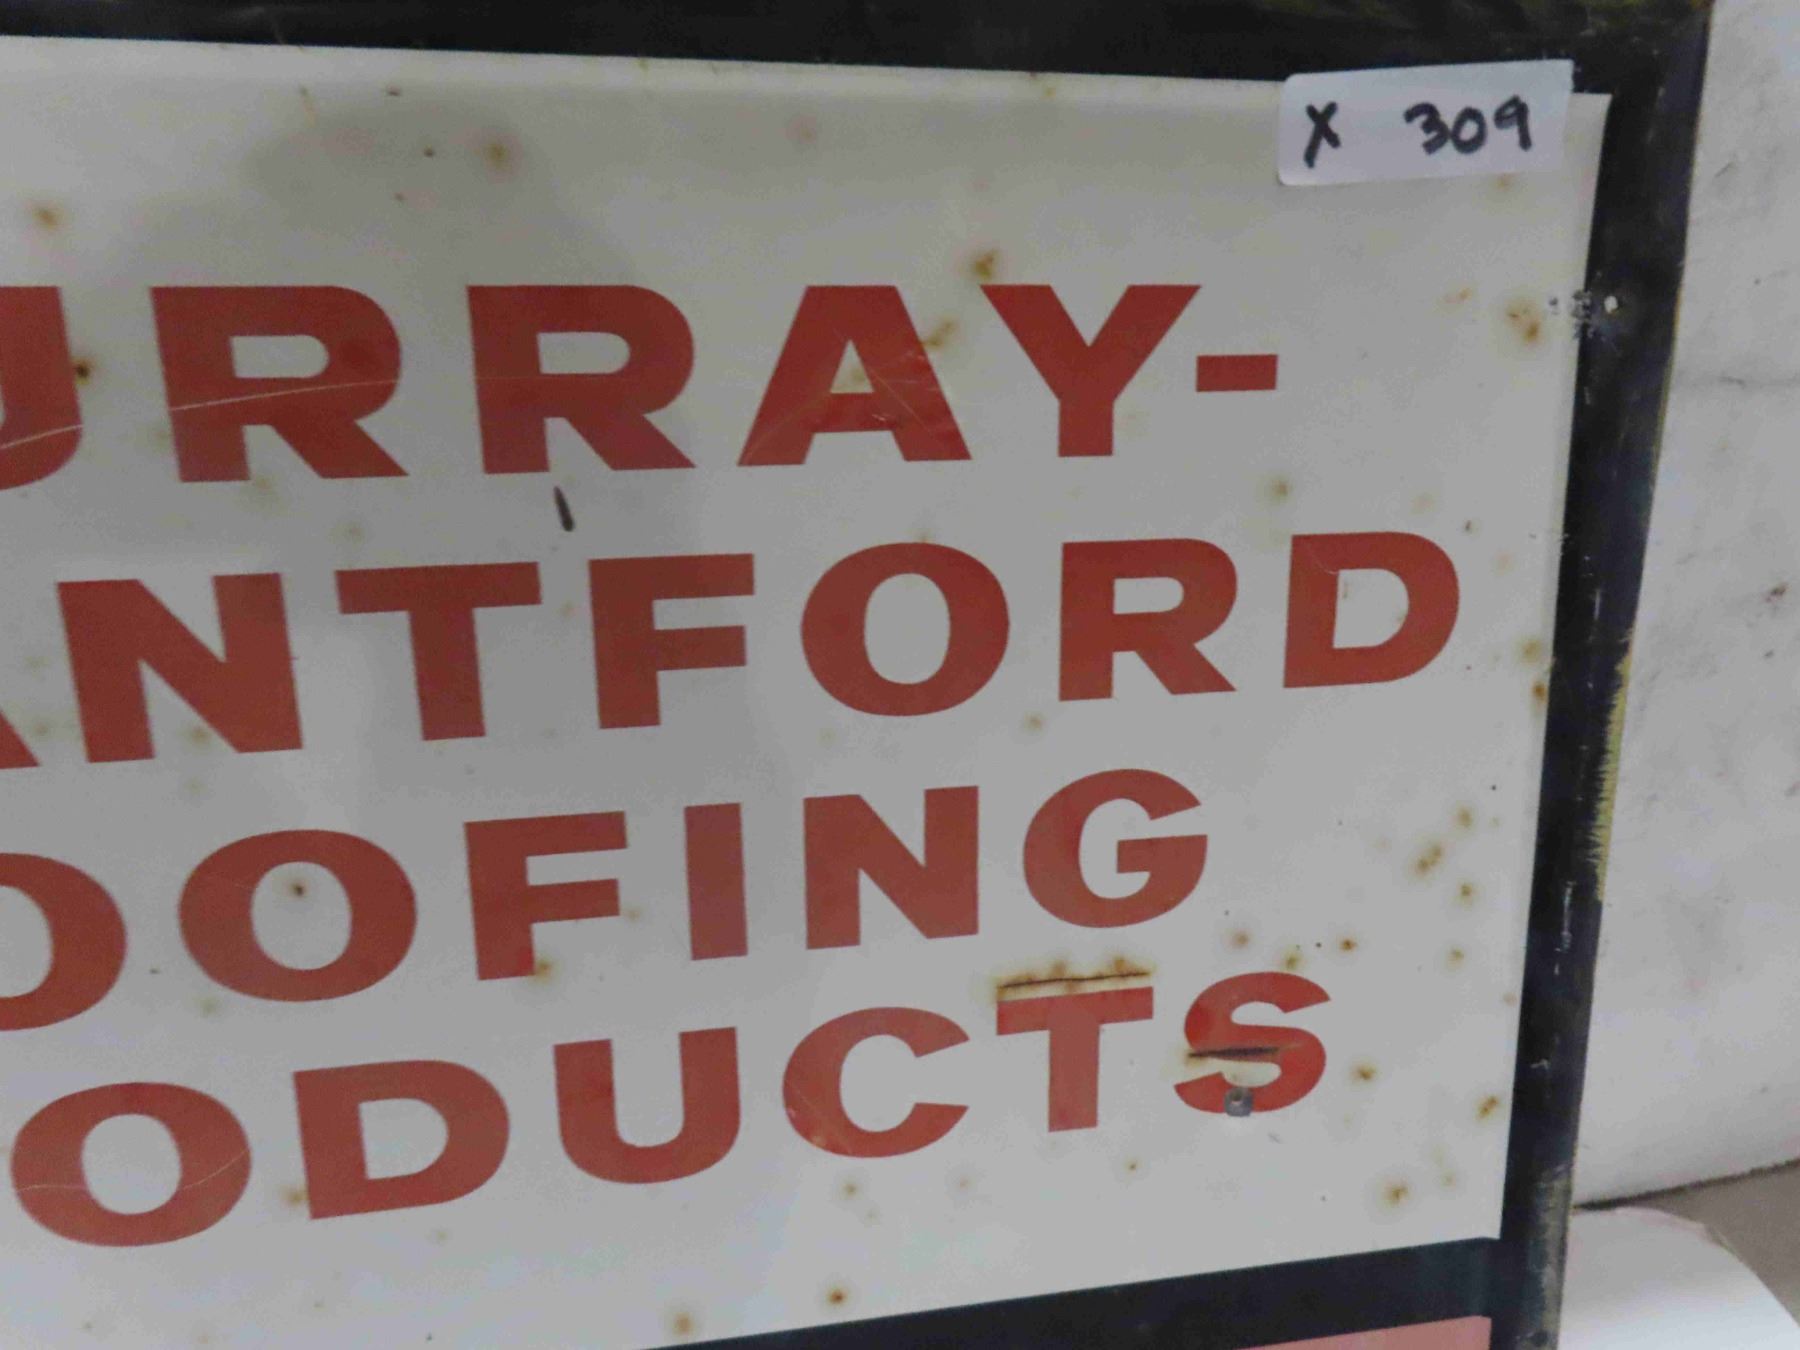 X 309
URRAY-
ANTFORD
OOFING
ODUCTS